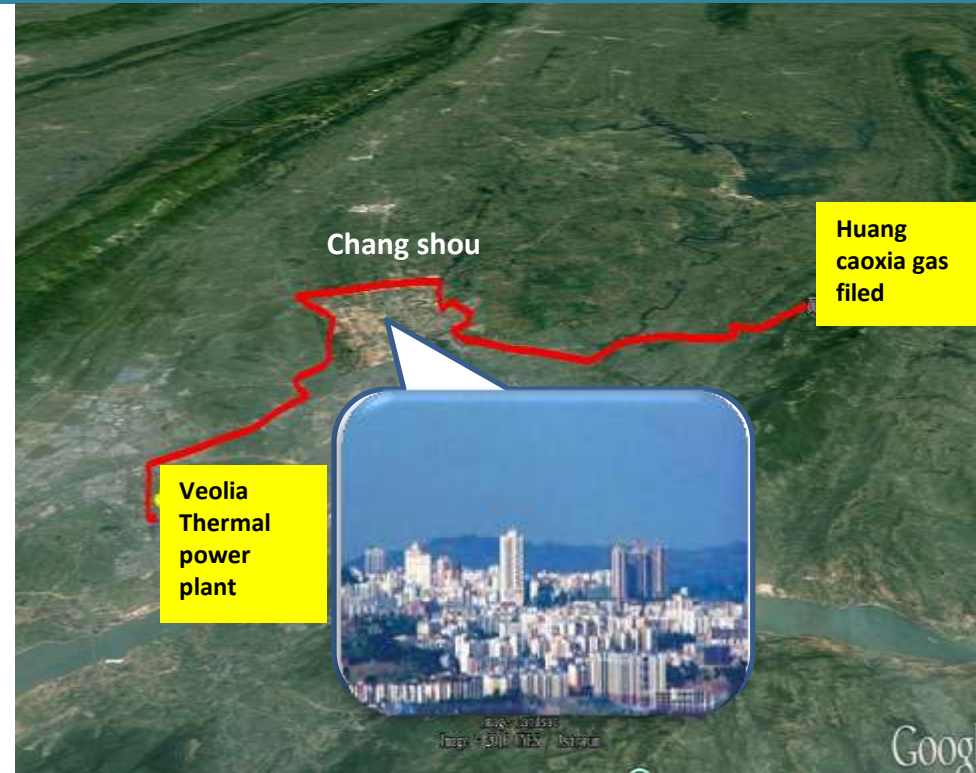 Chang shou
Huang
caoxia gas
filed
Veolia
Thermal
power
plant
Goog